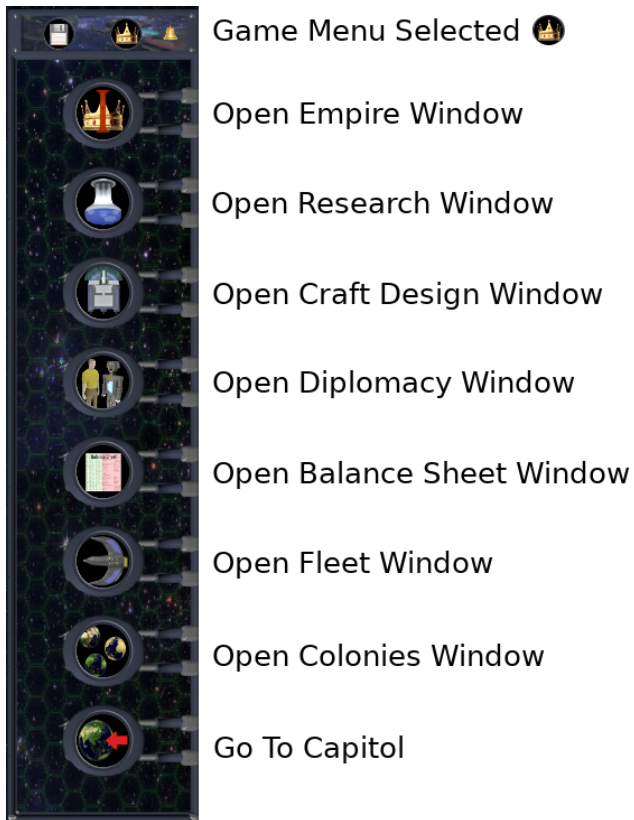 Game Menu Selected
Open Empire Window
Open Research Window
Open Craft Design Window
Open Diplomacy Window
Open Balance Sheet Window
Open Fleet Window
Open Colonies Window
Go To Capitol